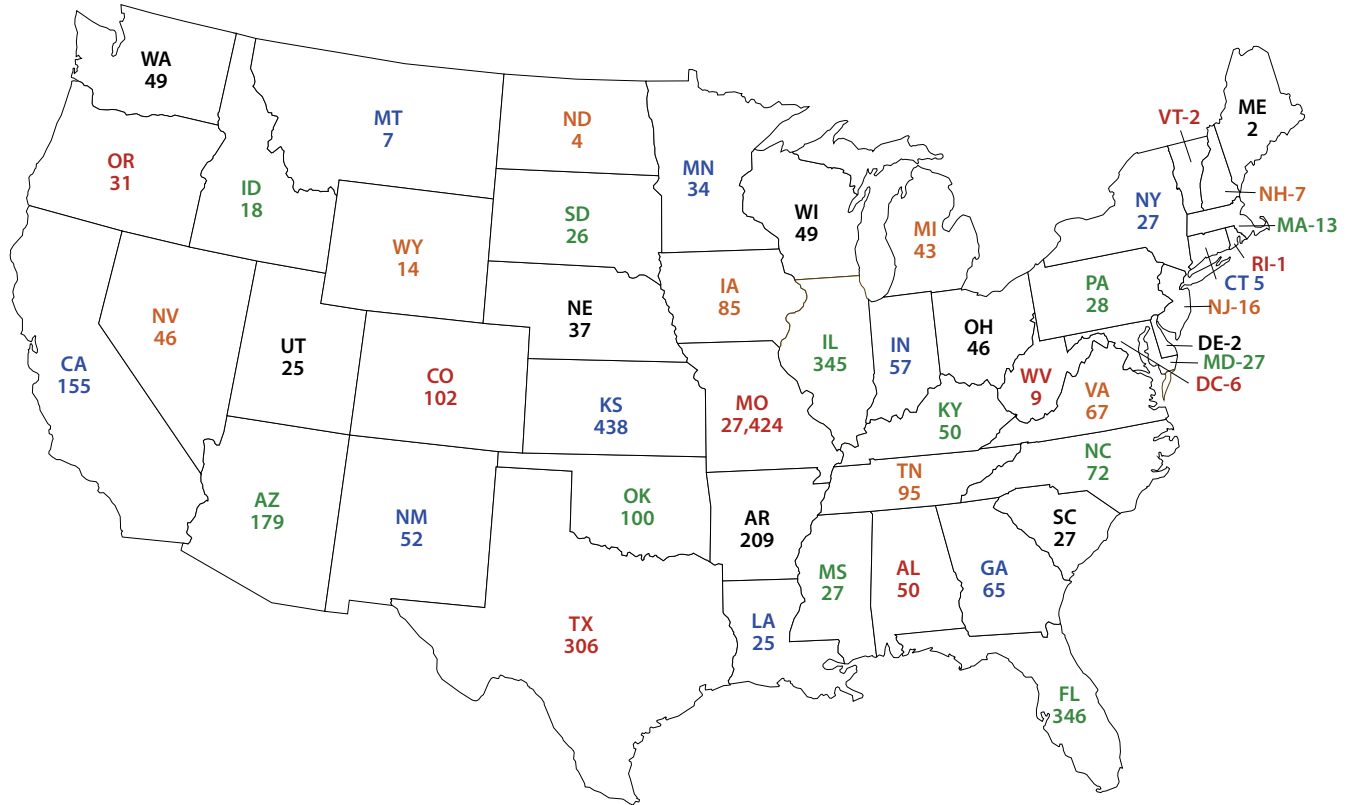 WA
49
OR
31
CA
155
ID
18
NV
46
MT
7
WY
14
UT
25
AZ
179
CO
102
NM
52
ND
4
SD
26
NE
37
KS
438
OK
100
TX
306
MN
34
IA
85
MO
27,424
AR
209
LA
25
WI
49
IL
345
MI
43
IN
57
OH
46
KY
50
TN
95
MS
27
AL
50
GA
65
FL
346
SC
27
NC
72
VA
67
WV
9
PA
28
NY
27
VT-2
ME
2
NH-7
MA-13
RI-1
CT 5
NJ-16
DE-2
MD-27
DC-6